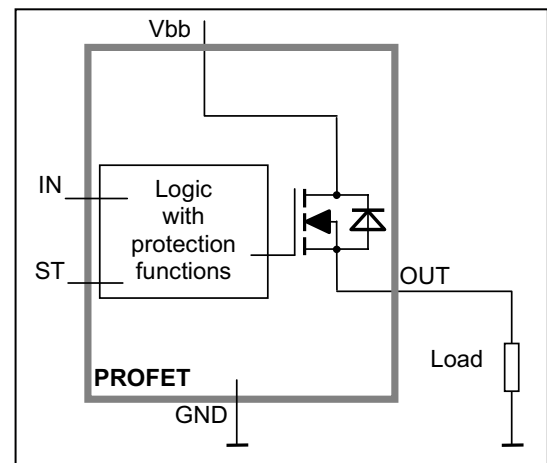 Vbb
IN
Logic
with
protection
functions
ST
OUT
Load
PROFET
GND